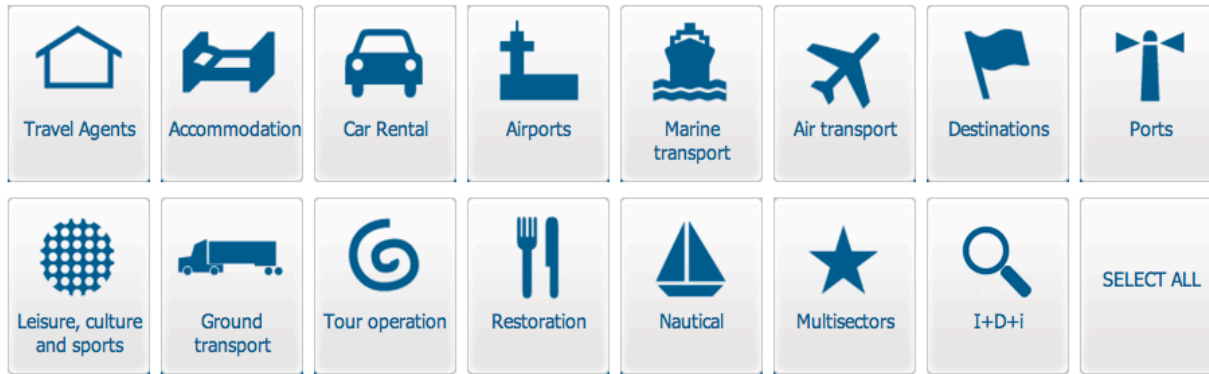 Travel Agents
Accommodation
Car Rental
Airports
Marine
transport
Air transport
Destinations
Ports
Leisure, culture
and sports
Ground
transport
Tour operation
Restoration
Nautical
Multisectors
I+D+i
SELECT ALL